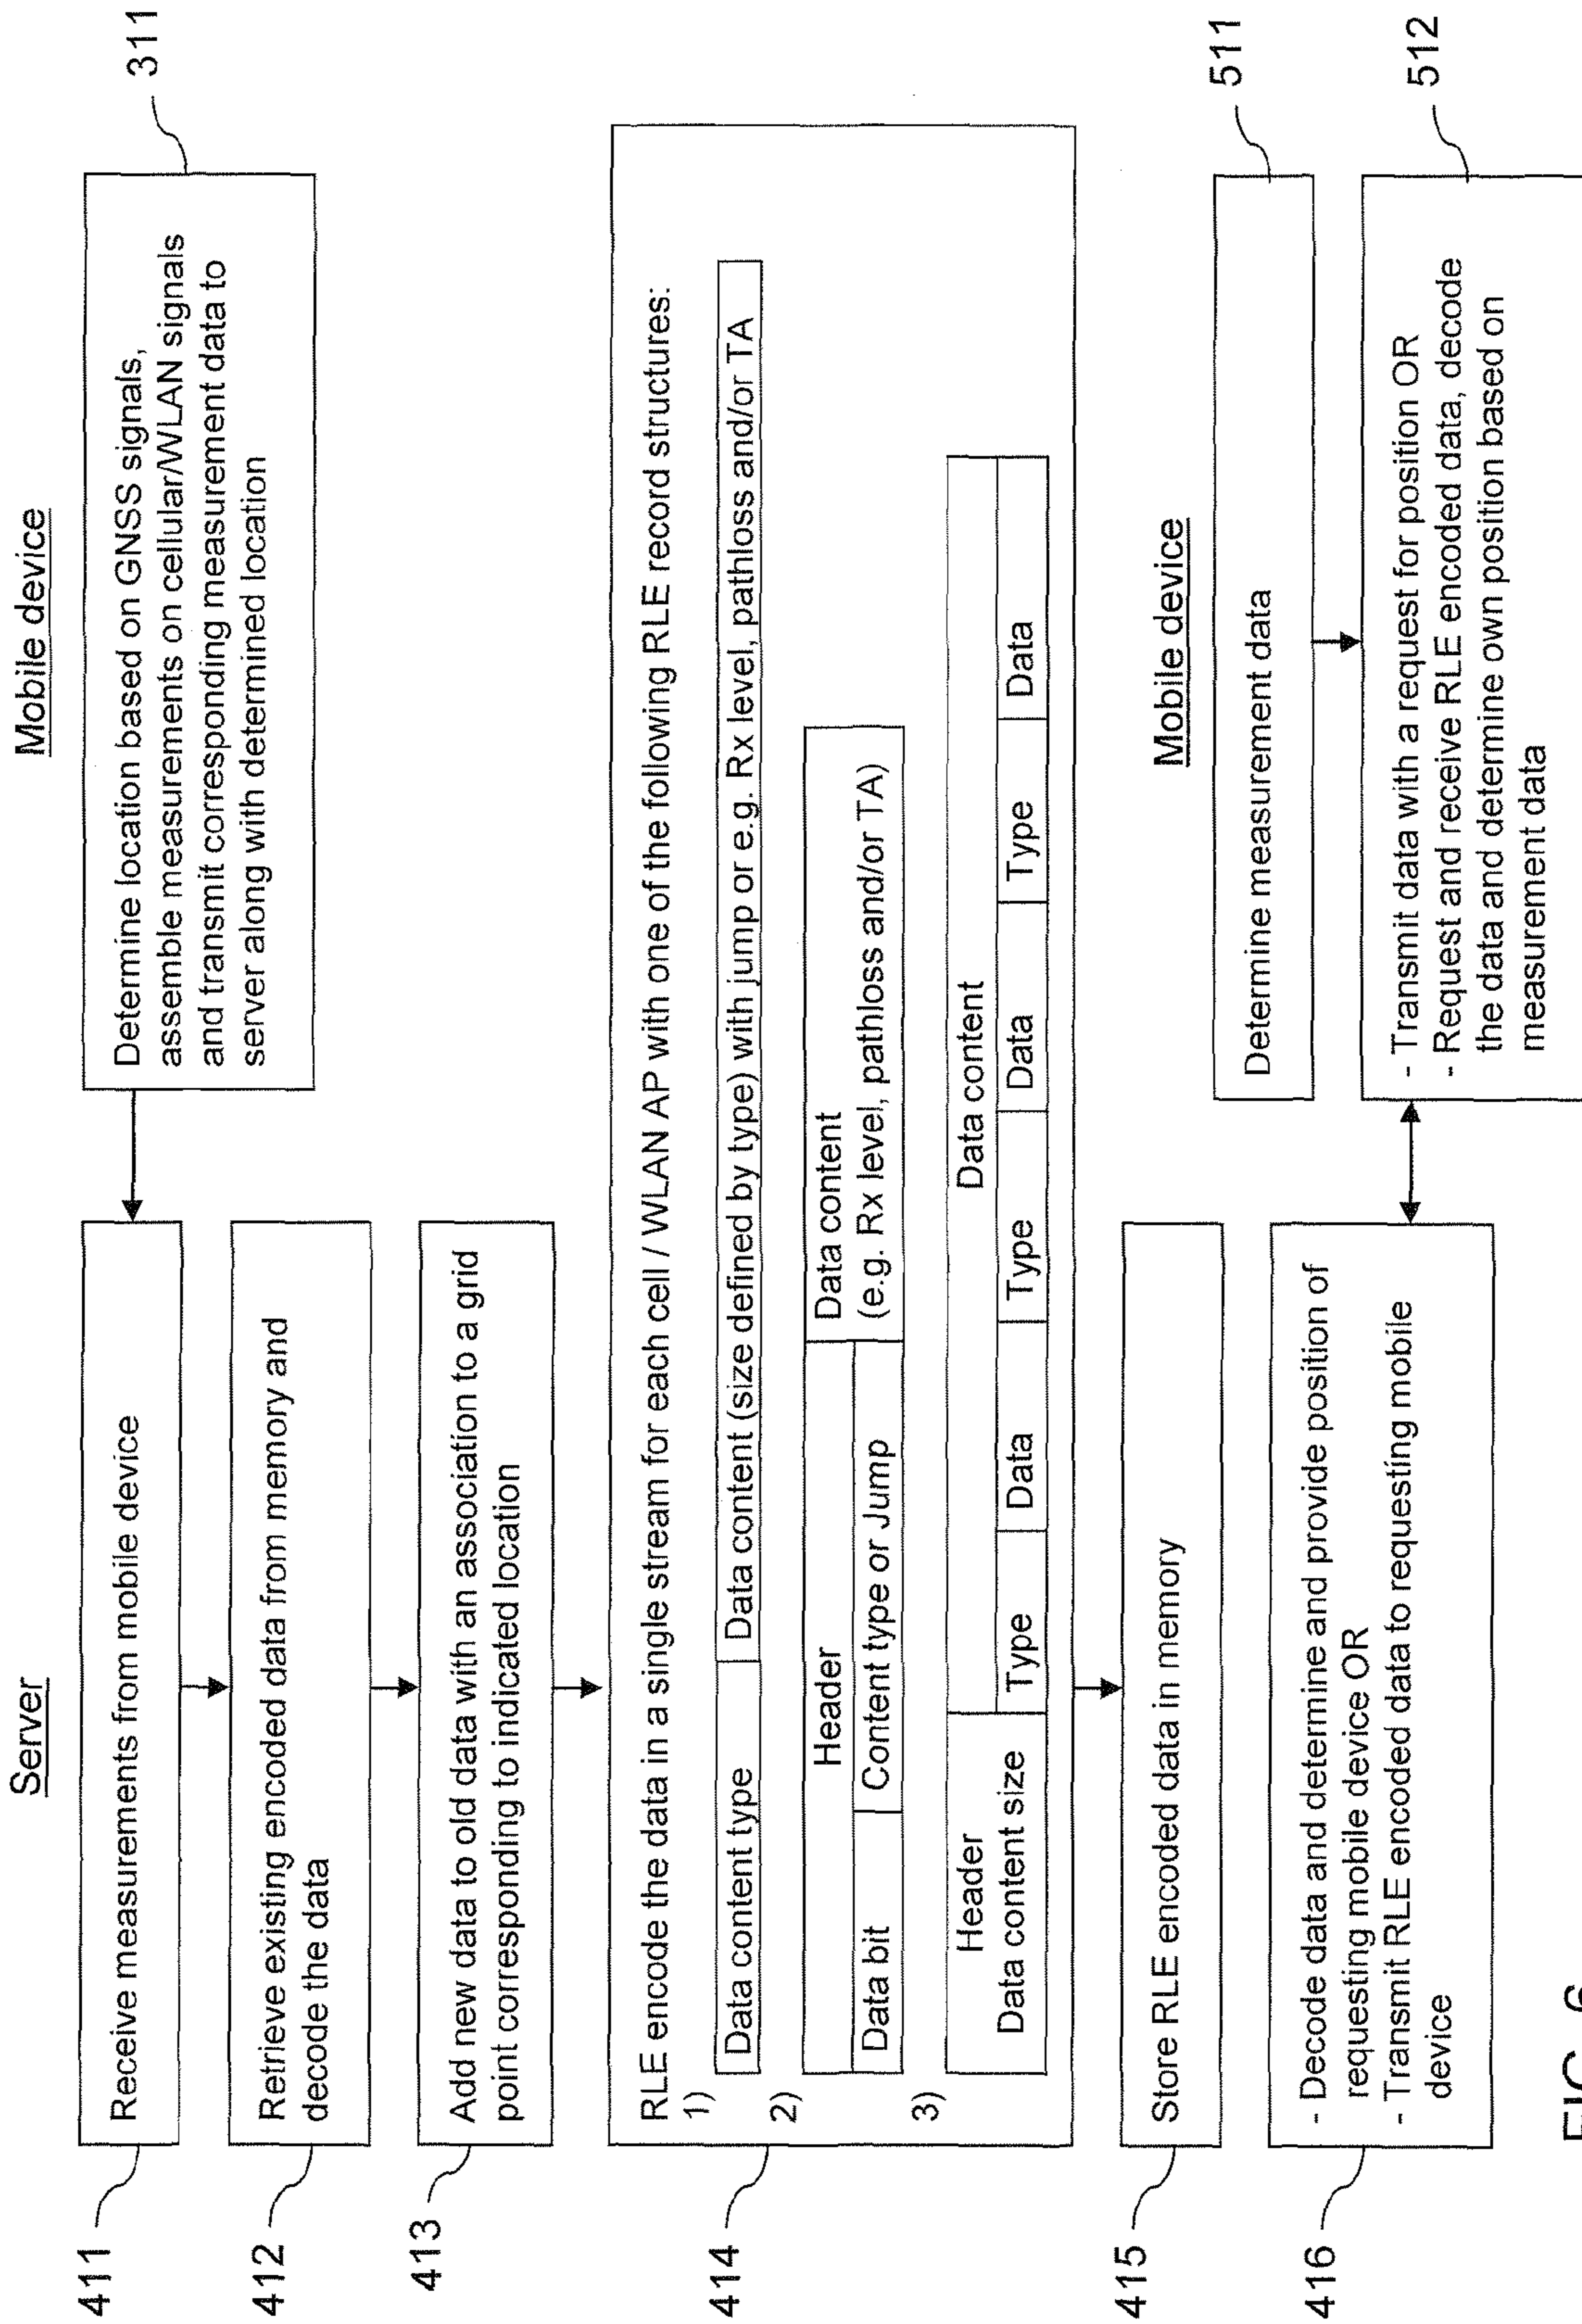 Server
Mobile device
411
Receive measurements from mobile device
Determine location based on GNSS signals,
assemble measurements on cellular/WLAN signals
and transmit corresponding measurement data to
server along with determined location
311
412
Retrieve existing encoded data from memory and
decode the data
413
Add new data to old data with an association to a grid
point corresponding to indicated location
414
RLE encode the data in a single stream for each cell / WLAN AP with one of the following RLE record structures:
1)
Data content type
Data content (size defined by type) with jump or e.g. Rx level, pathloss and/or TA
2)
Header
Data content
(e.g. Rx level, pathloss and/or TA)
Data bit
Content type or Jump
3)
Header
Data content size
Data content
Type
Data
Type
Data
Type
Data
415
Store RLE encoded data in memory
Mobile device
Determine measurement data
511
416
- Decode data and determine and provide position of
requesting mobile device OR
- Transmit RLE encoded data to requesting mobile
device
- Transmit data with a request for position OR
- Request and receive RLE encoded data, decode
the data and determine own position based on
measurement data
512
FIG. 6